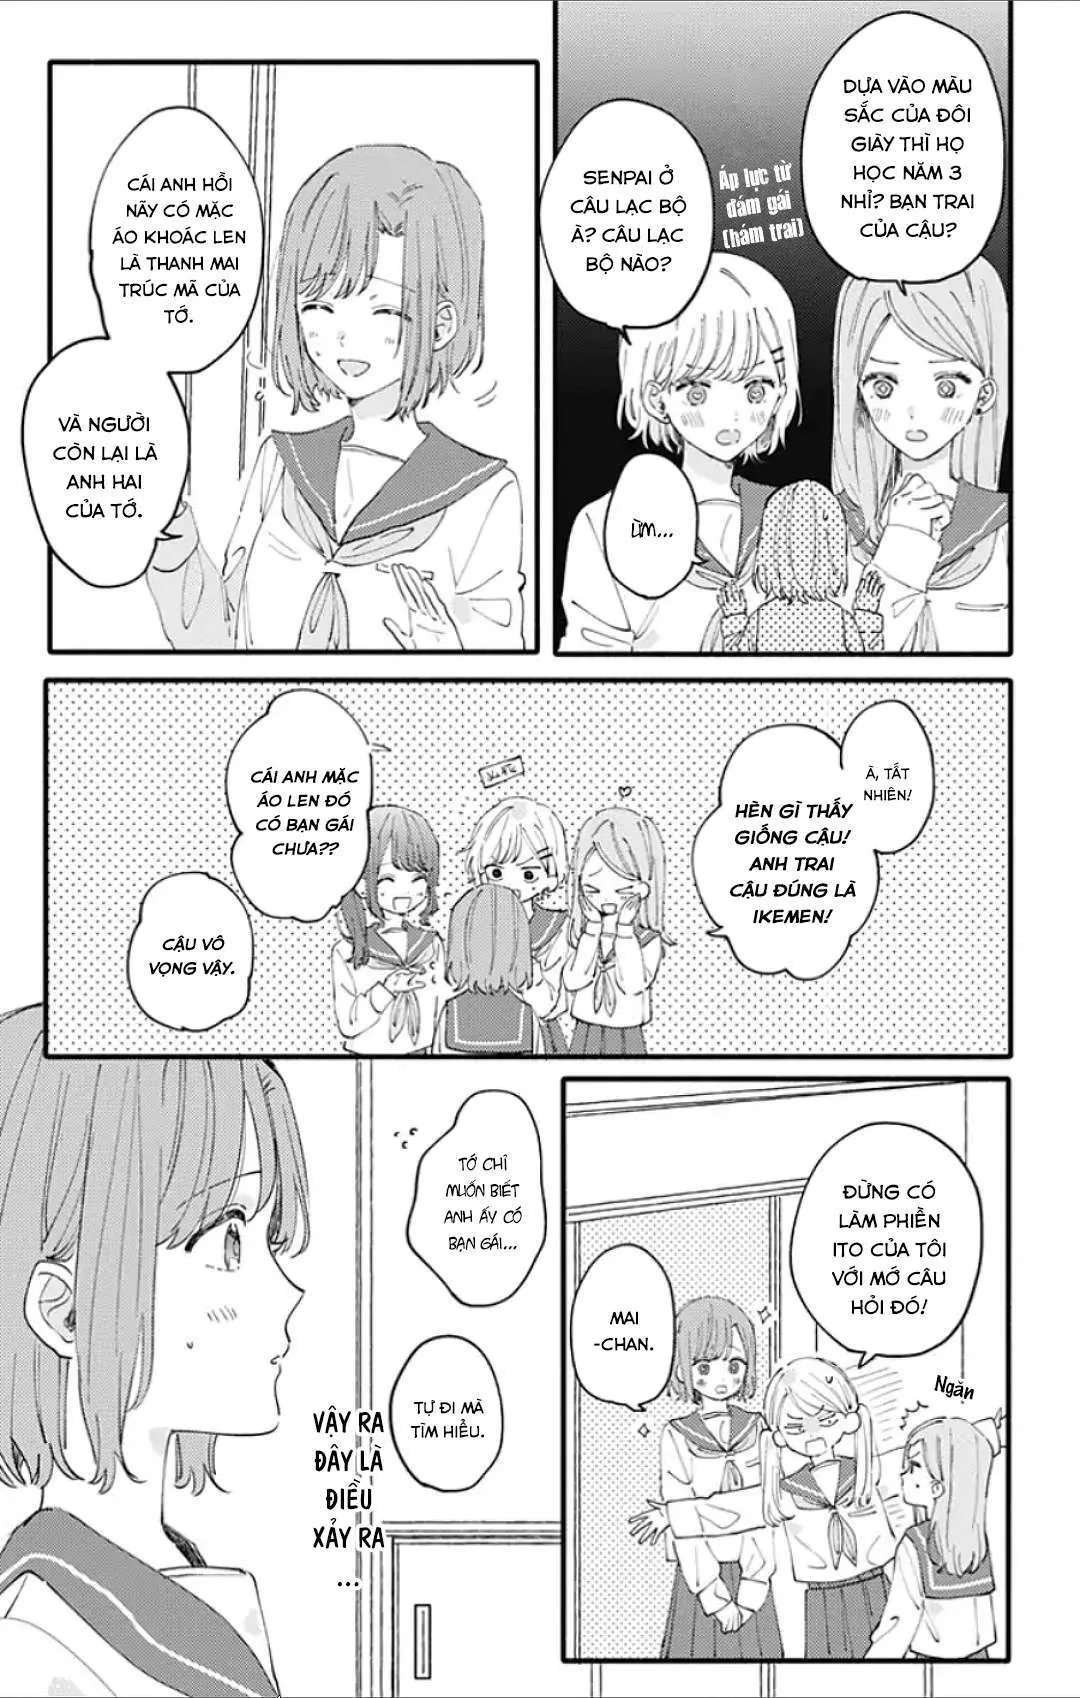 DỰA VÀO MÀU
SẮC CỦA ĐÔI
GIÀY THÌ HỌ
HỌC NĂM 3
NHỈ? BẠN TRAI
CỦA CẬU?
Áp lực từ
đám gái
(hám trai)
SENPAI Ở
CÂU LẠC BỘ
À? CÂU LẠC
BỘ NÀO?
ỪM...
CÁI ANH HỒI
NÃY CÓ MẶC
ÁO KHOÁC LEN
LÀ THANH MAI
TRÚC MÃ CỦA
TỚ.
VÀ NGƯỜI
CÒN LẠI LÀ
ANH HAI
CỦA TỚ.
À, TẤT
NHIÊN!
HÈN GÌ THẤY
GIỐNG CẬU!
ANH TRAI
CẬU ĐÚNG LÀ
IKEMEN!
CÁI ANH MẶC
ÁO LEN ĐÓ
CÓ BẠN GÁI
CHƯA??
CẬU VÔ
VỌNG VẬY.
ĐỪNG CÓ
LÀM PHIỀN
ITO CỦA TÔI
VỚI MỚ CÂU
HỎI ĐÓ!
Ngặn
MAI
-CHAN.
TỚ CHỈ
MUỐN BIẾT
ANH ẤY CÓ
BẠN GÁI...
TỰ ĐI MÀ
TÌM HIỂU.
VẬY RA
ĐÂY LÀ
ĐIỀU
XẢY RA
...